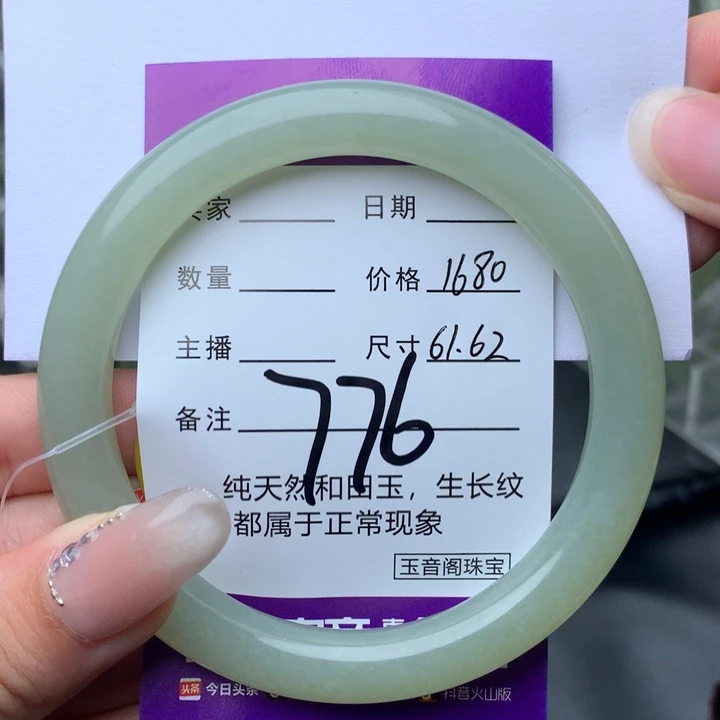 家 日期
数量 价格 1680
主播 尺寸 61.62
备注 776
纯天然和田玉，生长纹
都属于正常现象
玉音阁珠宝
头条 今日头条 抖音火山版